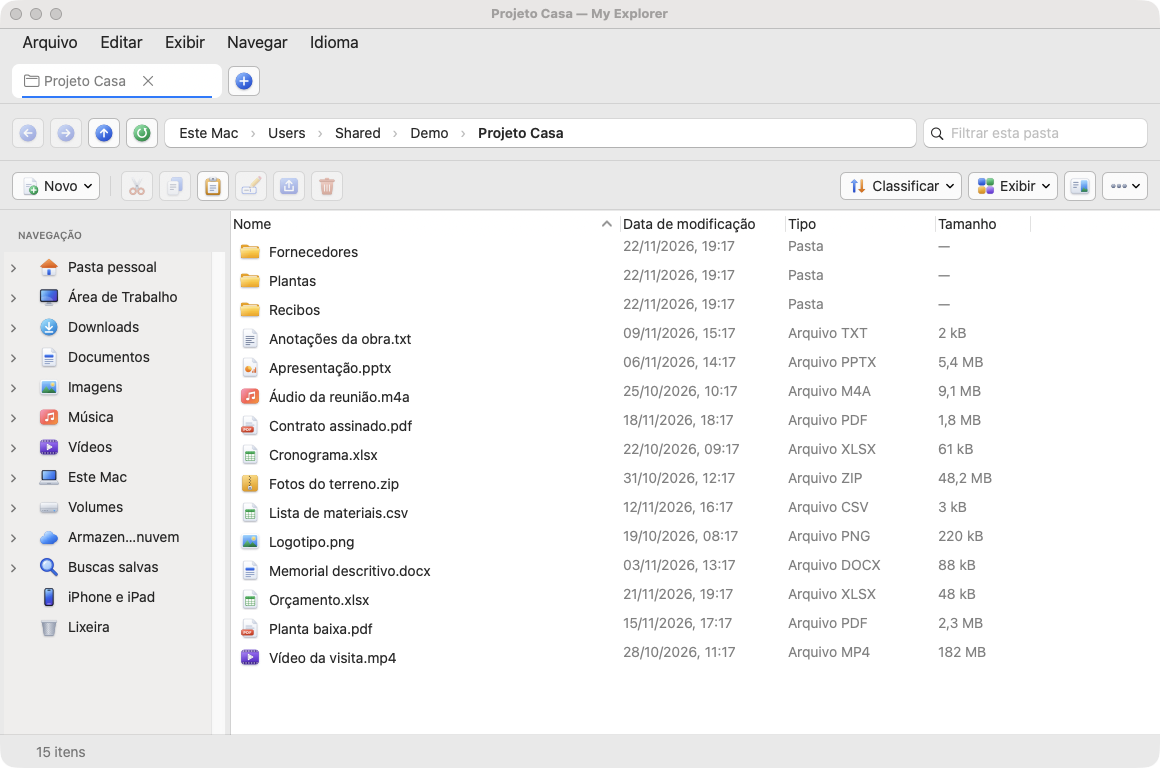 Projeto Casa — My Explorer
Arquivo Editar Exibir Navegar Idioma
Projeto Casa
Este Mac › Users › Shared › Demo › Projeto Casa
Filtrar esta pasta
Novo
Classificar
Exibir
NAVEGAÇÃO
Pasta pessoal
Área de Trabalho
Downloads
Documentos
Imagens
Música
Vídeos
Este Mac
Volumes
Armazen...nuvem
Buscas salvas
iPhone e iPad
Lixeira
Nome Data de modificação Tipo Tamanho
Fornecedores 22/11/2026, 19:17 Pasta —
Plantas 22/11/2026, 19:17 Pasta —
Recibos 22/11/2026, 19:17 Pasta —
Anotações da obra.txt 09/11/2026, 15:17 Arquivo TXT 2 kB
Apresentação.pptx 06/11/2026, 14:17 Arquivo PPTX 5,4 MB
Áudio da reunião.m4a 25/10/2026, 10:17 Arquivo M4A 9,1 MB
Contrato assinado.pdf 18/11/2026, 18:17 Arquivo PDF 1,8 MB
Cronograma.xlsx 22/10/2026, 09:17 Arquivo XLSX 61 kB
Fotos do terreno.zip 31/10/2026, 12:17 Arquivo ZIP 48,2 MB
Lista de materiais.csv 12/11/2026, 16:17 Arquivo CSV 3 kB
Logotipo.png 19/10/2026, 08:17 Arquivo PNG 220 kB
Memorial descritivo.docx 03/11/2026, 13:17 Arquivo DOCX 88 kB
Orçamento.xlsx 21/11/2026, 19:17 Arquivo XLSX 48 kB
Planta baixa.pdf 15/11/2026, 17:17 Arquivo PDF 2,3 MB
Vídeo da visita.mp4 28/10/2026, 11:17 Arquivo MP4 182 MB
15 itens